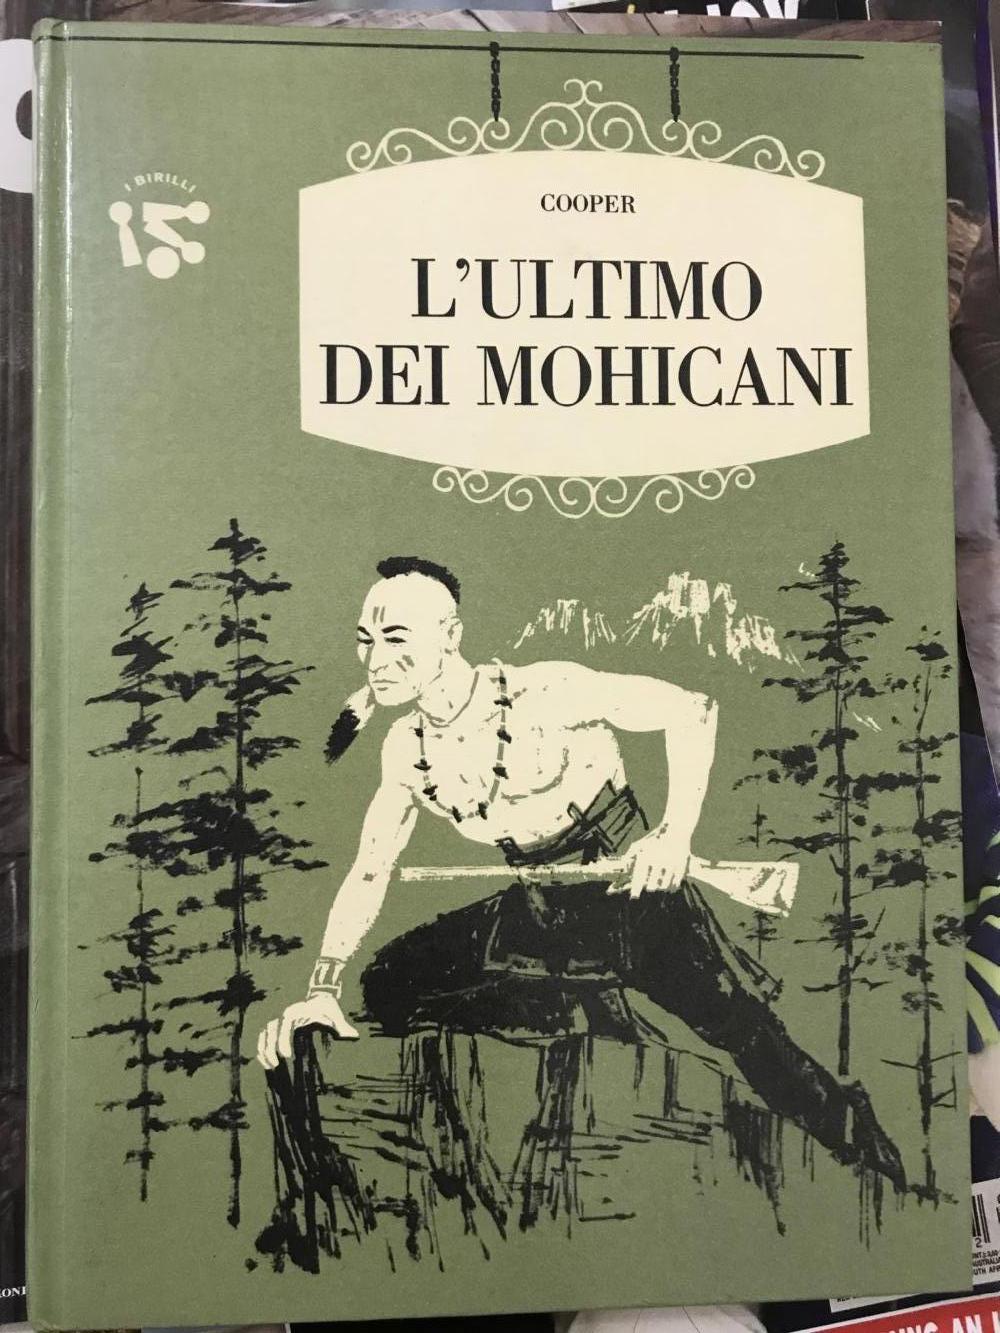 I BIRILLI
COOPER
L'ULTIMO
DEI MOHICANI